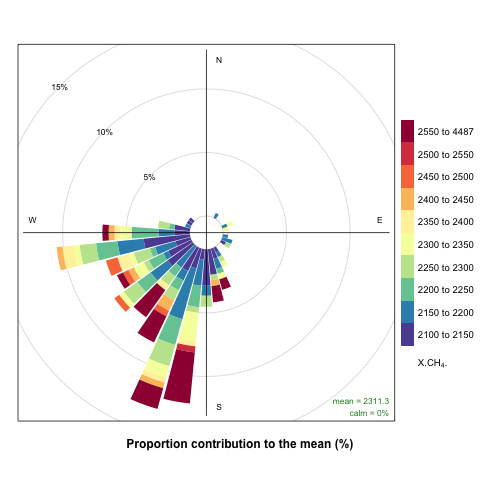 N
15%
10%
5%
W
E
S
mean = 2311.3
calm = 0%
2550 to 4487
2500 to 2550
2450 to 2500
2400 to 2450
2350 to 2400
2300 to 2350
2250 to 2300
2200 to 2250
2150 to 2200
2100 to 2150
X.CH₄.
Proportion contribution to the mean (%)